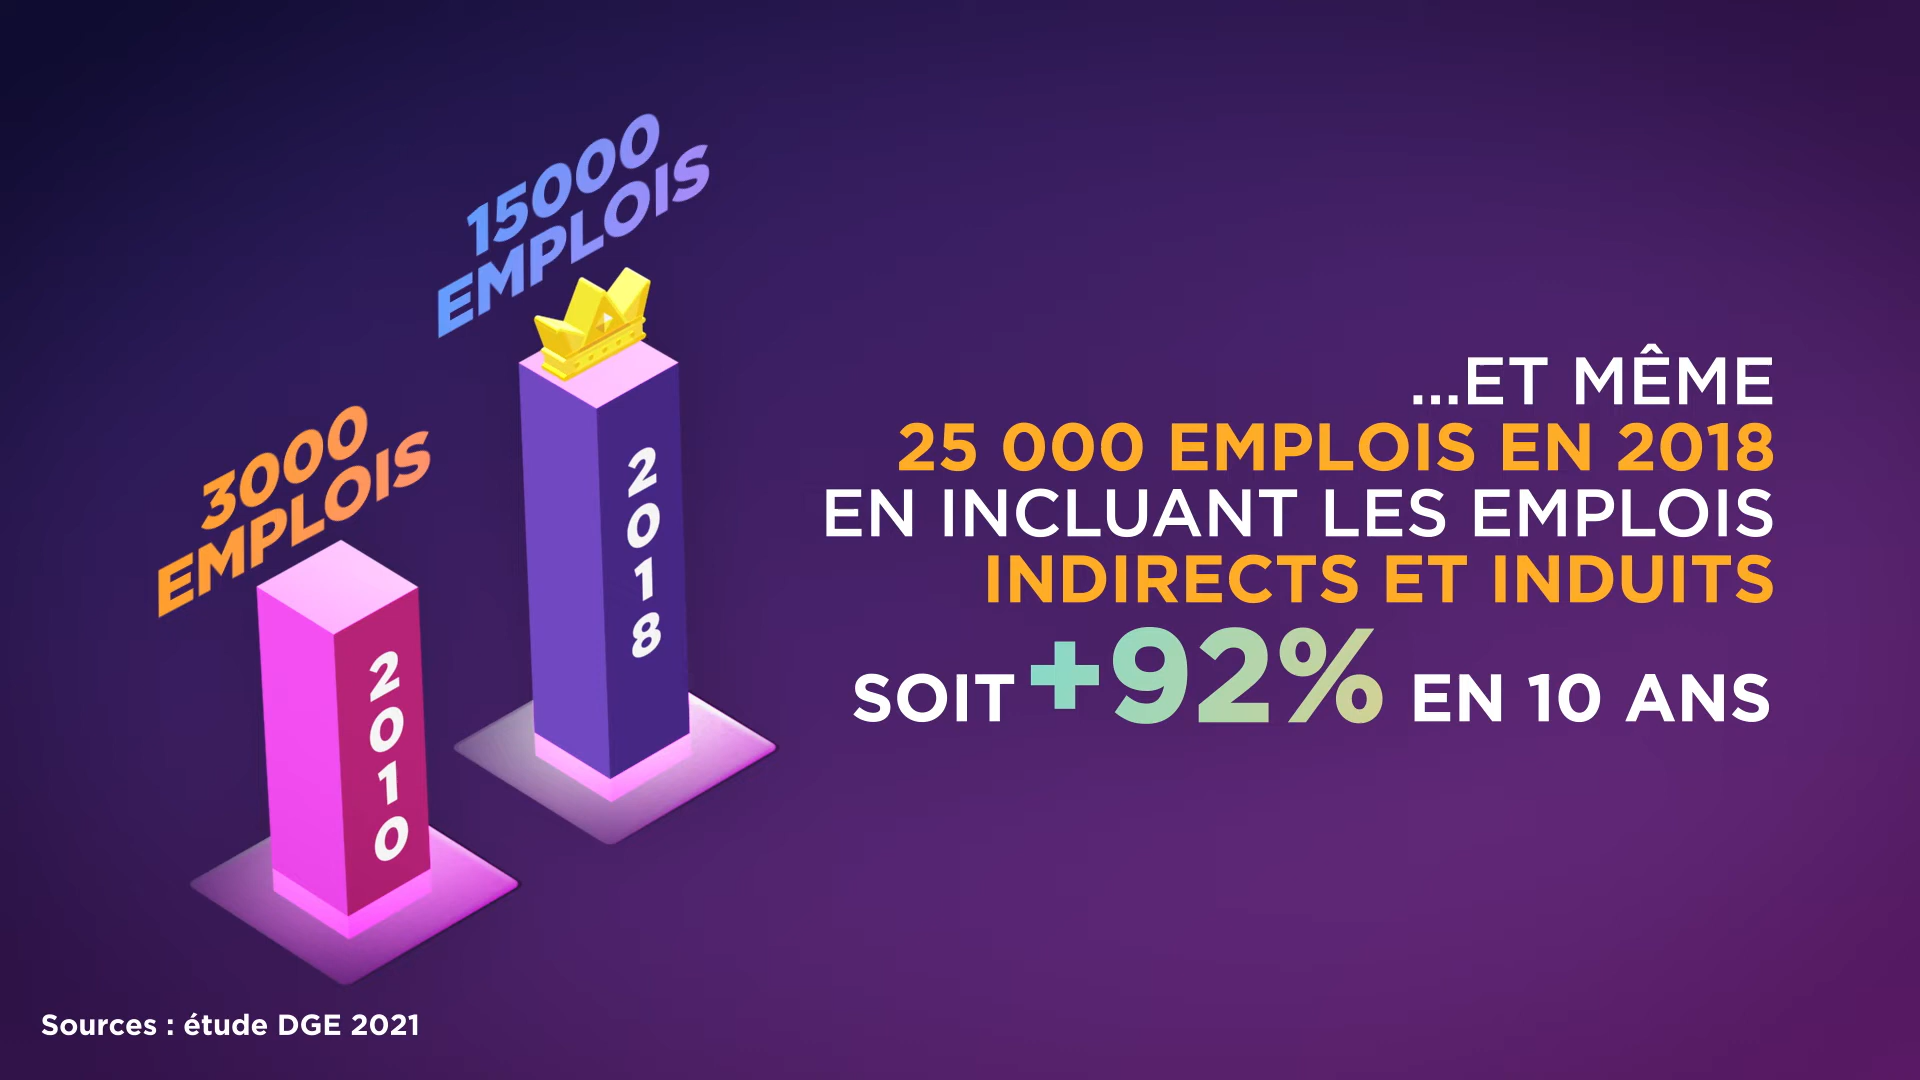 15000
EMPLOIS
3000
EMPLOIS
2018
2010
...ET MÊME
25 000 EMPLOIS EN 2018
EN INCLUANT LES EMPLOIS
INDIRECTS ET INDUITS
SOIT +92% EN 10 ANS
Sources : étude DGE 2021